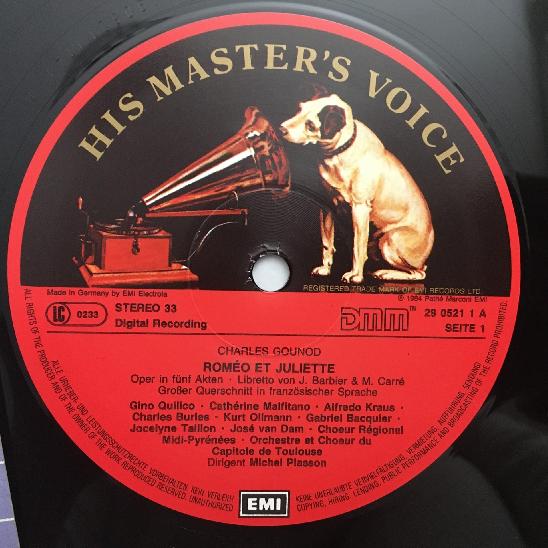 HIS MASTER'S VOICE
REGISTERED TRADE MARK OF EMI RECORDS LTD.
Made in Germany by EMI Electrola
℗ 1984 Pathé Marconi EMI
LC 0233
STEREO 33
Digital Recording
DMM™
29 0521 1 A
SEITE 1
CHARLES GOUNOD
ROMÉO ET JULIETTE
Oper in fünf Akten · Libretto von J. Barbier & M. Carré
Großer Querschnitt in französischer Sprache
Gino Quilico · Cathérine Malfitano · Alfredo Kraus ·
Charles Burles · Kurt Ollmann · Gabriel Bacquier ·
Jocelyne Taillon · José van Dam · Choeur Régional
Midi-Pyrénées · Orchestre et Choeur du
Capitole de Toulouse
Dirigent Michel Plasson
EMI
ALLE URHEBER- UND LEISTUNGSSCHUTZRECHTE VORBEHALTEN. KEIN VERLEIH!
ALL RIGHTS OF THE PRODUCER AND OF THE OWNER OF THE WORK REPRODUCED RESERVED. UNAUTHORIZED
KEINE UNERLAUBTE VERVIELFÄLTIGUNG, VERMIETUNG, AUFFÜHRUNG, SENDUNG!
COPYING, HIRING, LENDING, PUBLIC PERFORMANCE AND BROADCASTING OF THE RECORD PROHIBITED.